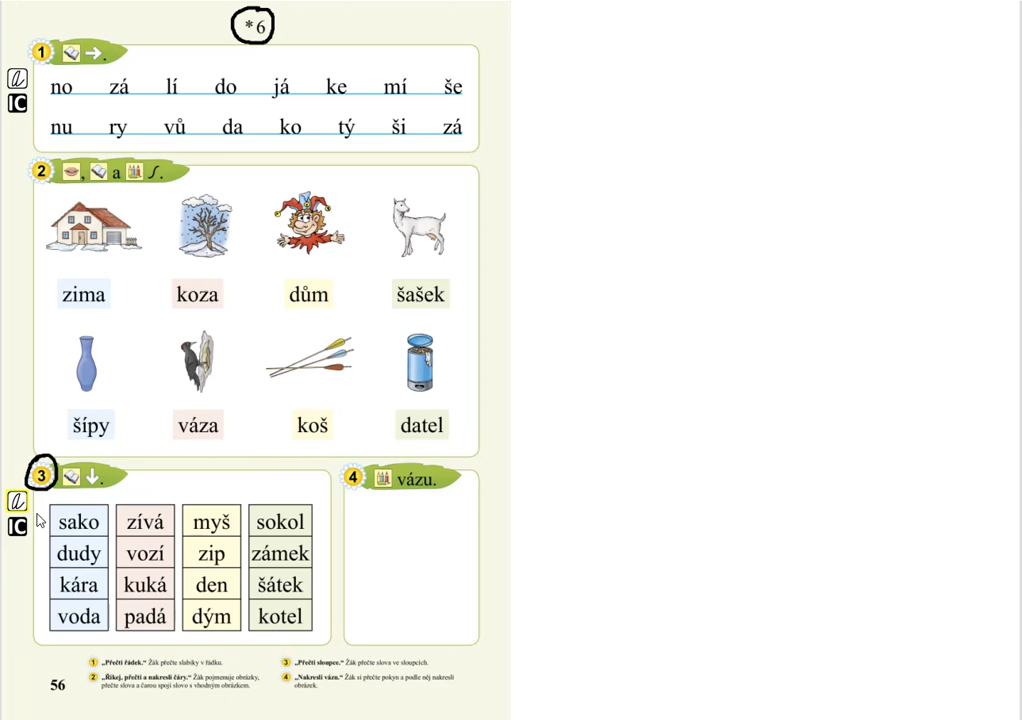 *6
1 .
no zá lí do já ke mí še
nu ry vů da ko tý ši zá
2 , a .
zima koza dům šašek
šípy váza koš datel
3 .
sako zívá myš sokol
dudy vozí zip zámek
kára kuká den šátek
voda padá dým kotel
4 vázu.
1 „Přečti řádek.“ Žák přečte slabiky v řádku.
2 „Říkej, přečti a nakresli čáry.“ Žák pojmenuje obrázky,
přečte slova a čarou spojí slovo s vhodným obrázkem.
3 „Přečti sloupce.“ Žák přečte slova ve sloupcích.
4 „Nakresli vázu.“ Žák si přečte pokyn a podle něj nakreslí
obrázek.
56